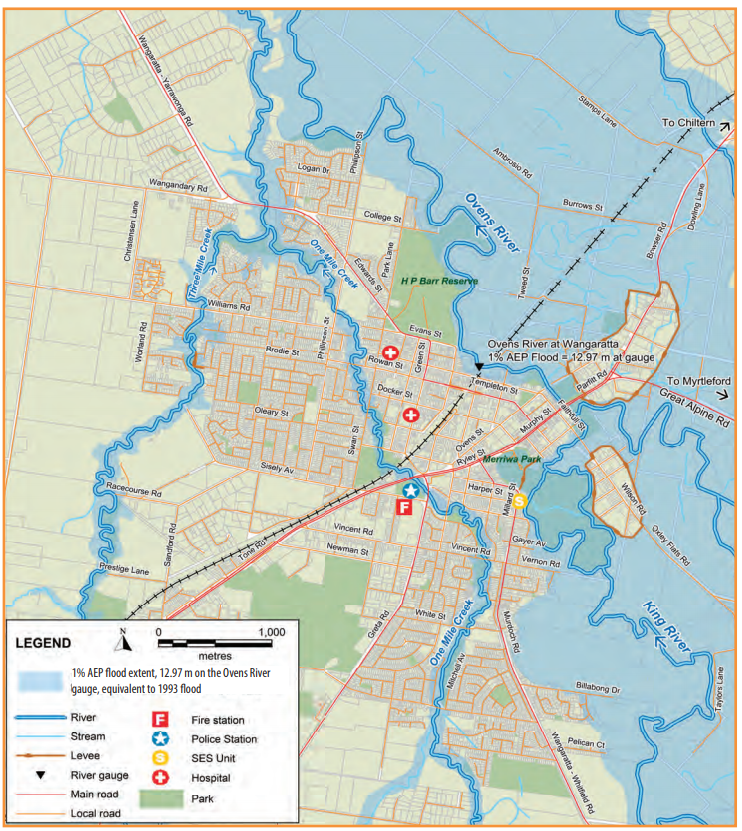 Wangaratta - Yarrawonga Rd
Stamps Lane
To Chiltern
Logan Dr
Phillipson St
Ambrosio Rd
Wangandary Rd
Dowling Lane
Christensen Lane
College St
Burrows St
Ovens River
Bowser Rd
Three Mile Creek
One Mile Creek
Edwards St
Park Lane
Tweed St
H P Barr Reserve
Williams Rd
Worland Rd
Phillipson St
Evans St
Green St
Ovens River at Wangaratta
1% AEP Flood = 12.97 m at gauge
Brodie St
Rowan St
Templeton St
Parfitt Rd
To Myrtleford
Great Alpine Rd
Docker St
Faithfull St
Murphy St
Oleary St
Swan St
Ovens St
Ryley St
Merriwa Park
Sisely Av
Racecourse Rd
Harper St
Millard St
S
Wilson Rd
F
Sandford Rd
Vincent Rd
Tone Rd
Newman St
Vincent Rd
Gayer Av
Vernon Rd
Oxley Flats Rd
Prestige Lane
Greta Rd
White St
One Mile Creek
Murdoch Rd
King River
Mitchell Av
Billabong Dr
Taylors Lane
Pelican Ct
Wangaratta - Whitfield Rd
LEGEND
N
0 1,000
metres
1% AEP flood extent, 12.97 m on the Ovens River
gauge, equivalent to 1993 flood
River
Stream
Levee
River gauge
Main road
Local road
F Fire station
Police Station
S SES Unit
Hospital
Park